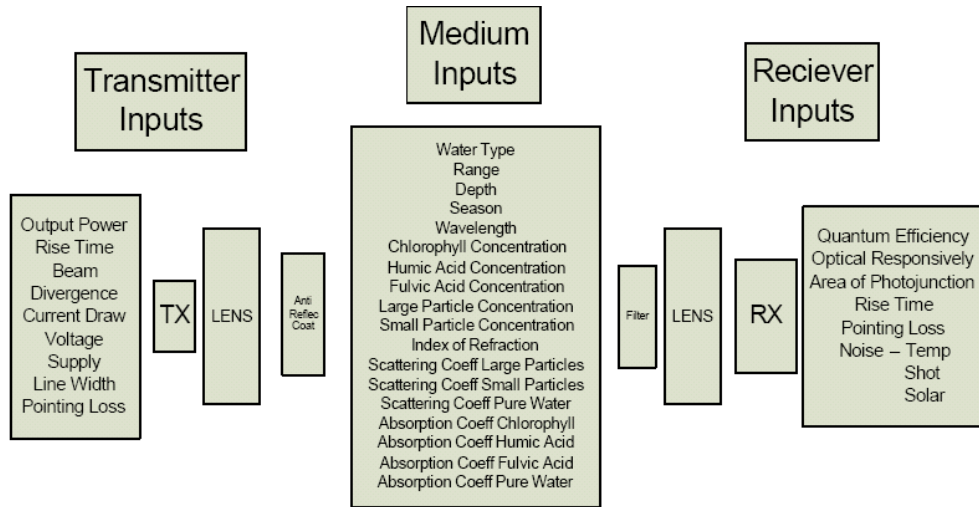 Transmitter
Inputs
Medium
Inputs
Reciever
Inputs
Output Power
Rise Time
Beam
Divergence
Current Draw
Voltage
Supply
Line Width
Pointing Loss
TX
LENS
Anti
Reflec
Coat
Water Type
Range
Depth
Season
Wavelength
Chlorophyll Concentration
Humic Acid Concentration
Fulvic Acid Concentration
Large Particle Concentration
Small Particle Concentration
Index of Refraction
Scattering Coeff Large Particles
Scattering Coeff Small Particles
Scattering Coeff Pure Water
Absorption Coeff Chlorophyll
Absorption Coeff Humic Acid
Absorption Coeff Fulvic Acid
Absorption Coeff Pure Water
Filter
LENS
RX
Quantum Efficiency
Optical Responsively
Area of Photojunction
Rise Time
Pointing Loss
Noise – Temp
Shot
Solar